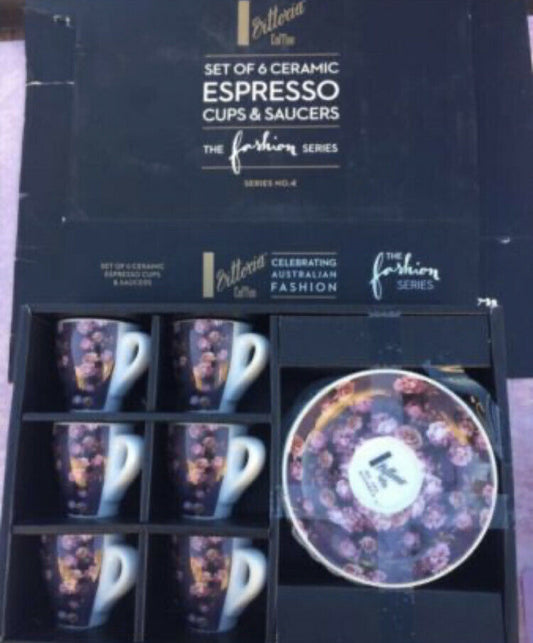 Vittoria
Coffee
SET OF 6 CERAMIC
ESPRESSO
CUPS & SAUCERS
THE fashion SERIES
SERIES NO.4
SET OF 6 CERAMIC
ESPRESSO CUPS
& SAUCERS
Vittoria
Coffee
CELEBRATING
AUSTRALIAN
FASHION
THE
fashion
SERIES
Vittoria